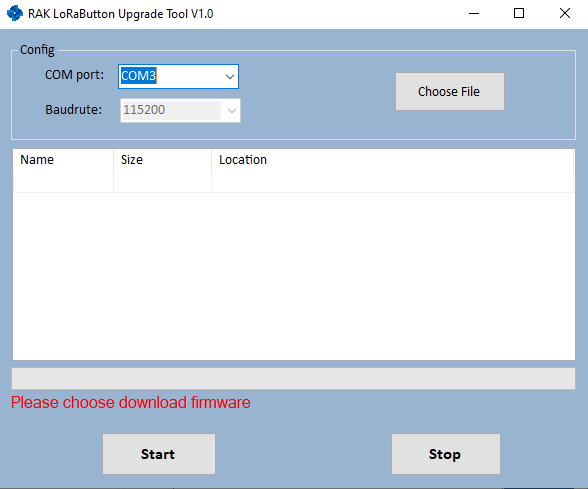 RAK LoRaButton Upgrade Tool V1.0
Config
COM port: COM3
Choose File
Baudrute: 115200
Name Size Location
Please choose download firmware
Start Stop